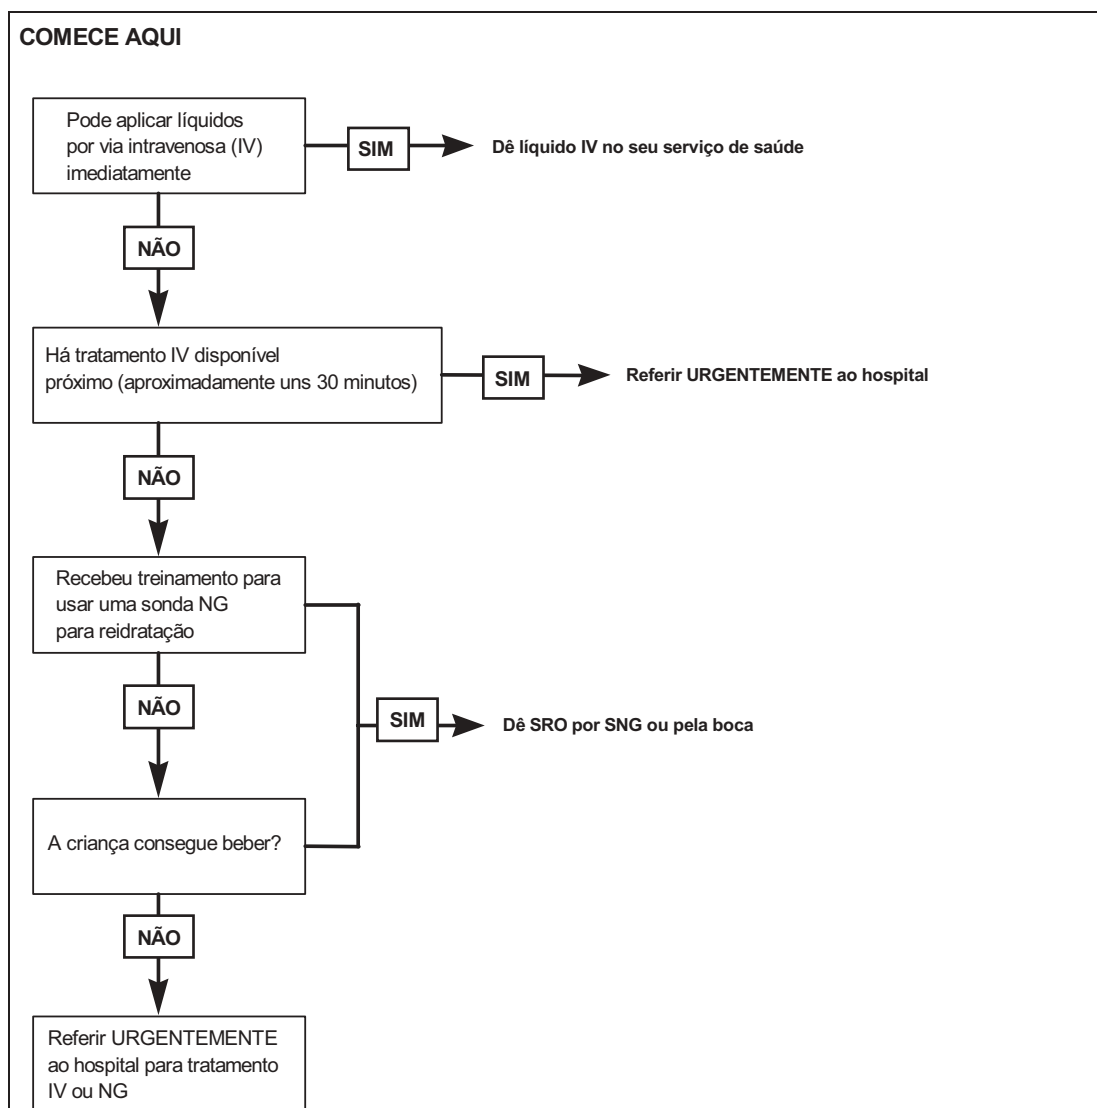 COMECE AQUI
Pode aplicar líquidos
por via intravenosa (IV)
imediatamente
SIM
Dê líquido IV no seu serviço de saúde
NÃO
Há tratamento IV disponível
próximo (aproximadamente uns 30 minutos)
SIM
Referir URGENTEMENTE ao hospital
NÃO
Recebeu treinamento para
usar uma sonda NG
para reidratação
NÃO
SIM
Dê SRO por SNG ou pela boca
A criança consegue beber?
NÃO
Referir URGENTEMENTE
ao hospital para tratamento
IV ou NG